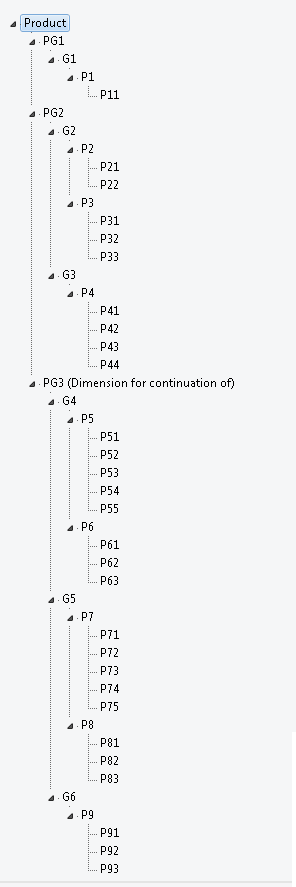 Product
PG1
G1
P1
P11
PG2
G2
P2
P21
P22
P3
P31
P32
P33
G3
P4
P41
P42
P43
P44
PG3 (Dimension for continuation of)
G4
P5
P51
P52
P53
P54
P55
P6
P61
P62
P63
G5
P7
P71
P72
P73
P74
P75
P8
P81
P82
P83
G6
P9
P91
P92
P93